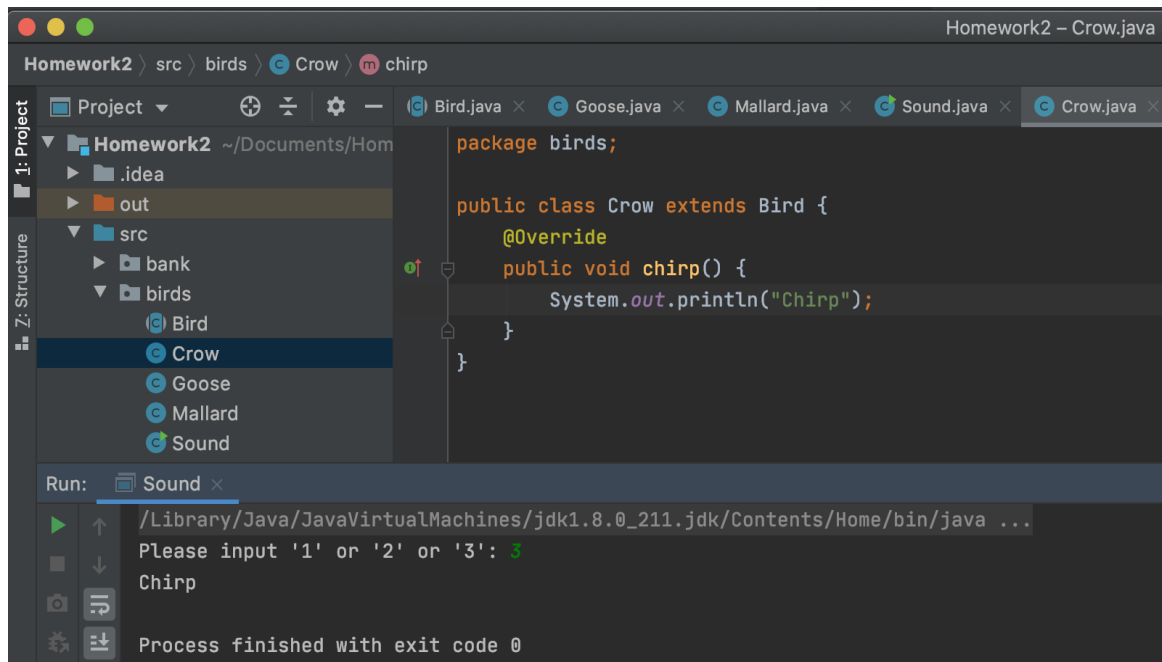 Homework2 – Crow.java
Homework2 〉 src 〉 birds 〉 C Crow 〉 m chirp
1: Project
Z: Structure
Project
Homework2 ~/Documents/Hom
.idea
out
src
bank
birds
C Bird
C Crow
C Goose
C Mallard
C Sound
C Bird.java × C Goose.java × C Mallard.java × C Sound.java × C Crow.java ×
package birds;
public class Crow extends Bird {
@Override
public void chirp() {
System.out.println("Chirp");
}
}
Run: Sound ×
/Library/Java/JavaVirtualMachines/jdk1.8.0_211.jdk/Contents/Home/bin/java ...
Please input '1' or '2' or '3': 3
Chirp
Process finished with exit code 0